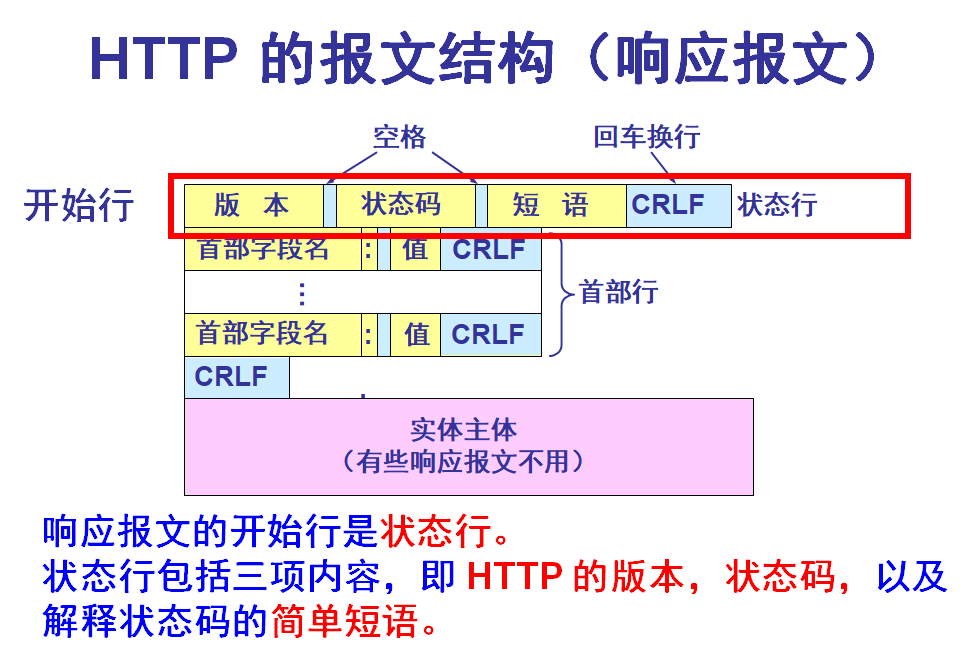 HTTP 的报文结构（响应报文）
空格
回车换行
开始行
版 本
状态码
短 语
CRLF
状态行
首部字段名
:
值
CRLF
⋮
首部行
首部字段名
:
值
CRLF
CRLF
实体主体
（有些响应报文不用）
响应报文的开始行是状态行。
状态行包括三项内容，即 HTTP 的版本，状态码，以及
解释状态码的简单短语。